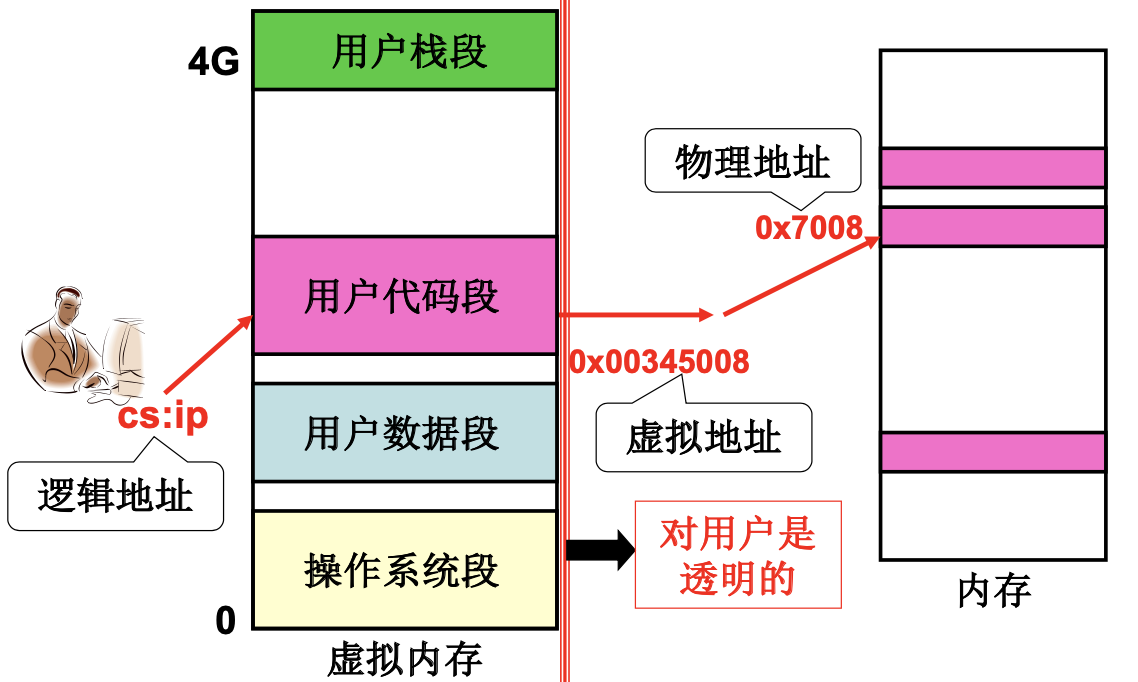 4G
用户栈段
物理地址
0x7008
用户代码段
0x00345008
cs:ip
用户数据段
虚拟地址
逻辑地址
对用户是
透明的
操作系统段
内存
0
虚拟内存